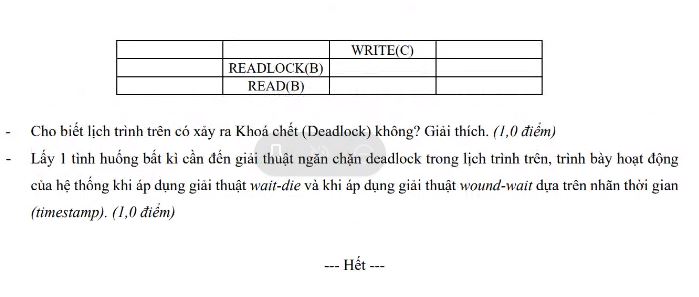 WRITE(C)
READLOCK(B)
READ(B)
- Cho biết lịch trình trên có xảy ra Khoá chết (Deadlock) không? Giải thích. (1,0 điểm)
- Lấy 1 tình huống bất kì cần đến giải thuật ngăn chặn deadlock trong lịch trình trên, trình bày hoạt động
của hệ thống khi áp dụng giải thuật wait-die và khi áp dụng giải thuật wound-wait dựa trên nhãn thời gian
(timestamp). (1,0 điểm)
--- Hết ---